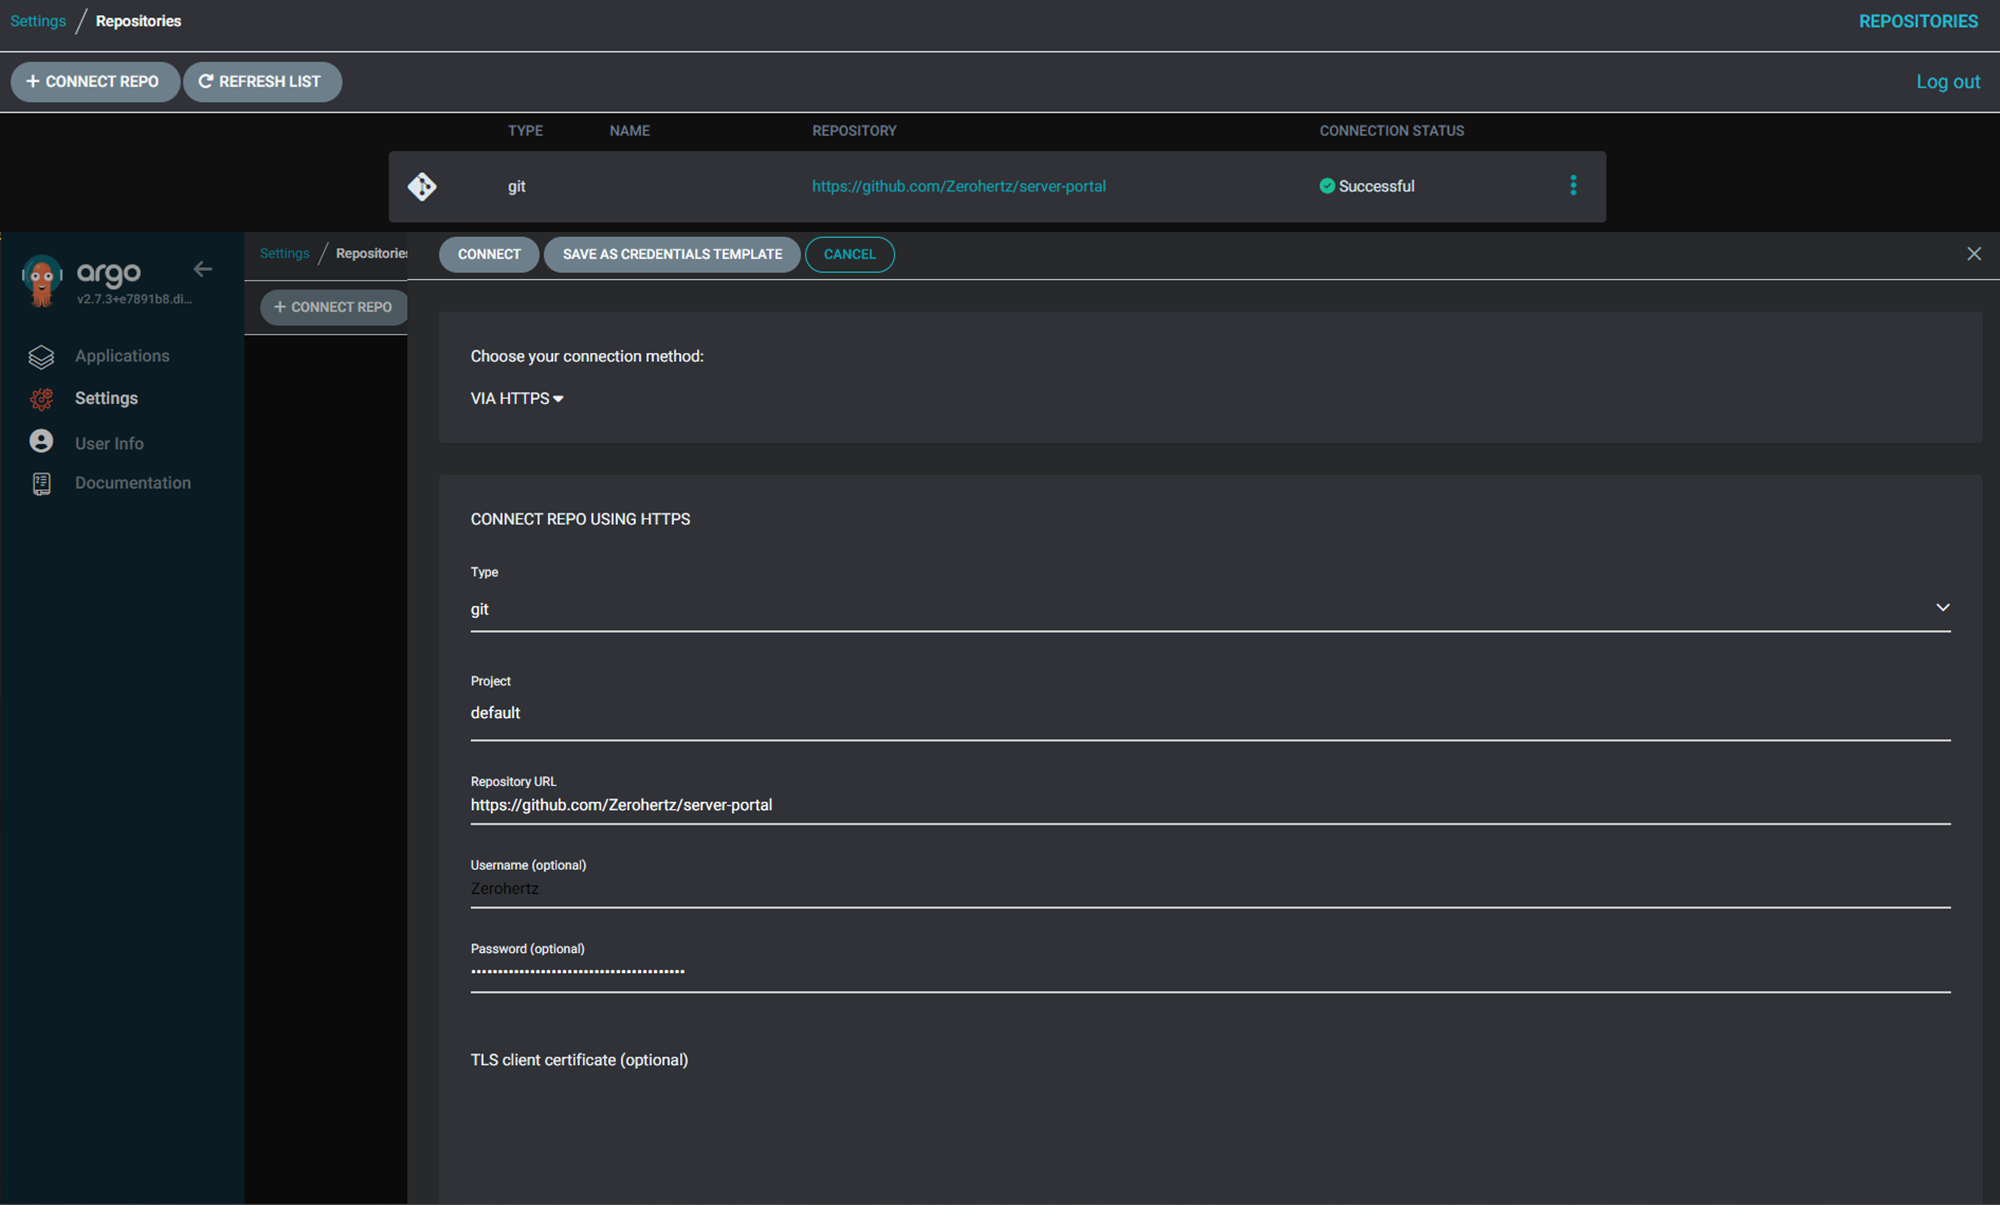 Settings / Repositories
REPOSITORIES
+ CONNECT REPO
REFRESH LIST
Log out
TYPE NAME REPOSITORY CONNECTION STATUS
git https://github.com/Zerohertz/server-portal Successful
argo
v2.7.3+e7891b8.di...
Applications
Settings
User Info
Documentation
Settings / Repositories
+ CONNECT REPO
CONNECT
SAVE AS CREDENTIALS TEMPLATE
CANCEL
Choose your connection method:
VIA HTTPS
CONNECT REPO USING HTTPS
Type
git
Project
default
Repository URL
https://github.com/Zerohertz/server-portal
Username (optional)
Zerohertz
Password (optional)
TLS client certificate (optional)